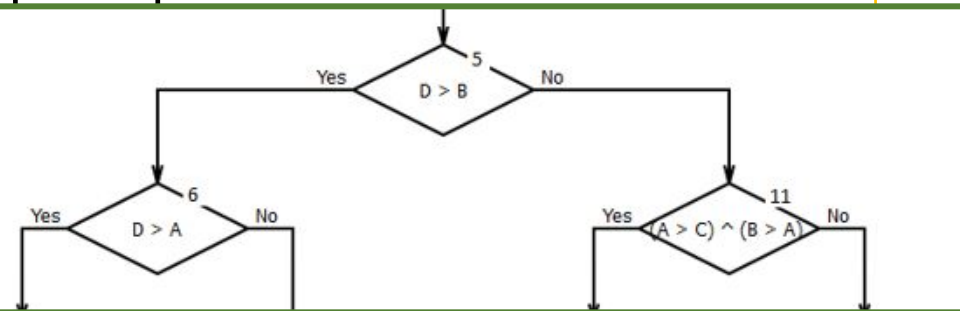 5
Yes
No
D > B
6
11
Yes
No
Yes
No
D > A
(A > C) ^ (B > A)